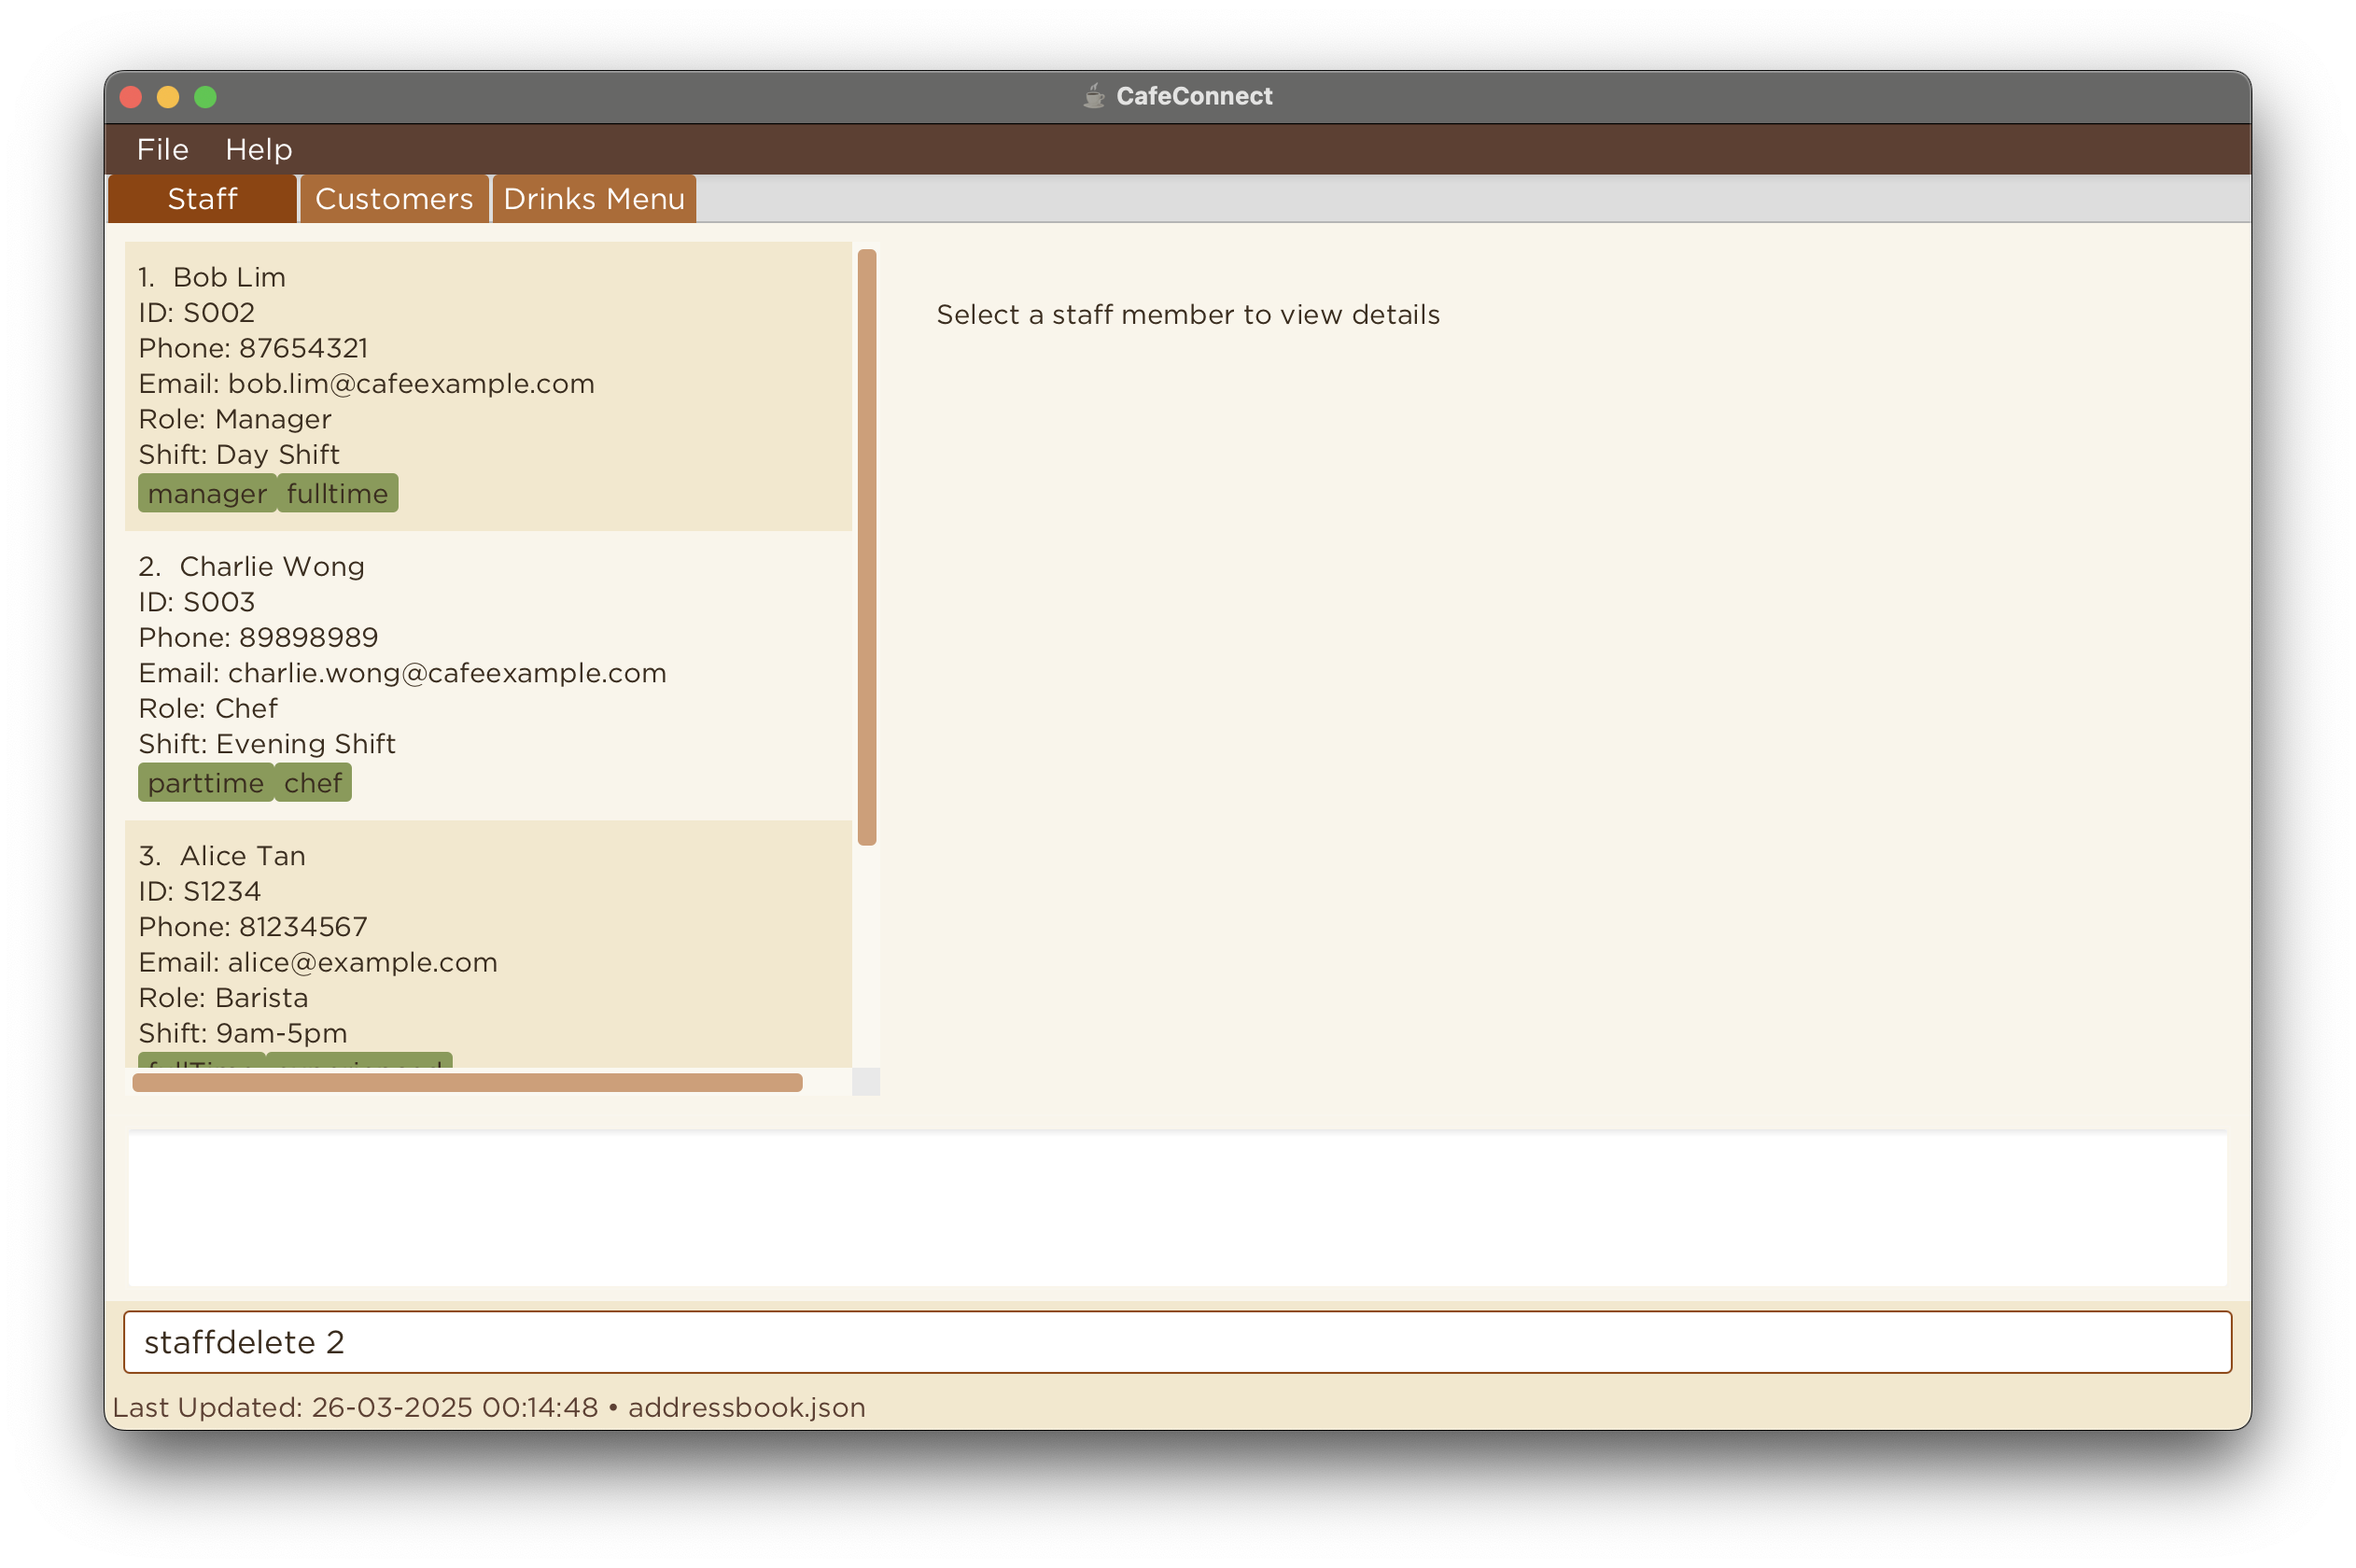 CafeConnect
File Help
Staff Customers Drinks Menu
1. Bob Lim
ID: S002
Phone: 87654321
Email: bob.lim@cafeexample.com
Role: Manager
Shift: Day Shift
manager fulltime
2. Charlie Wong
ID: S003
Phone: 89898989
Email: charlie.wong@cafeexample.com
Role: Chef
Shift: Evening Shift
parttime chef
3. Alice Tan
ID: S1234
Phone: 81234567
Email: alice@example.com
Role: Barista
Shift: 9am-5pm
Select a staff member to view details
staffdelete 2
Last Updated: 26-03-2025 00:14:48 • addressbook.json